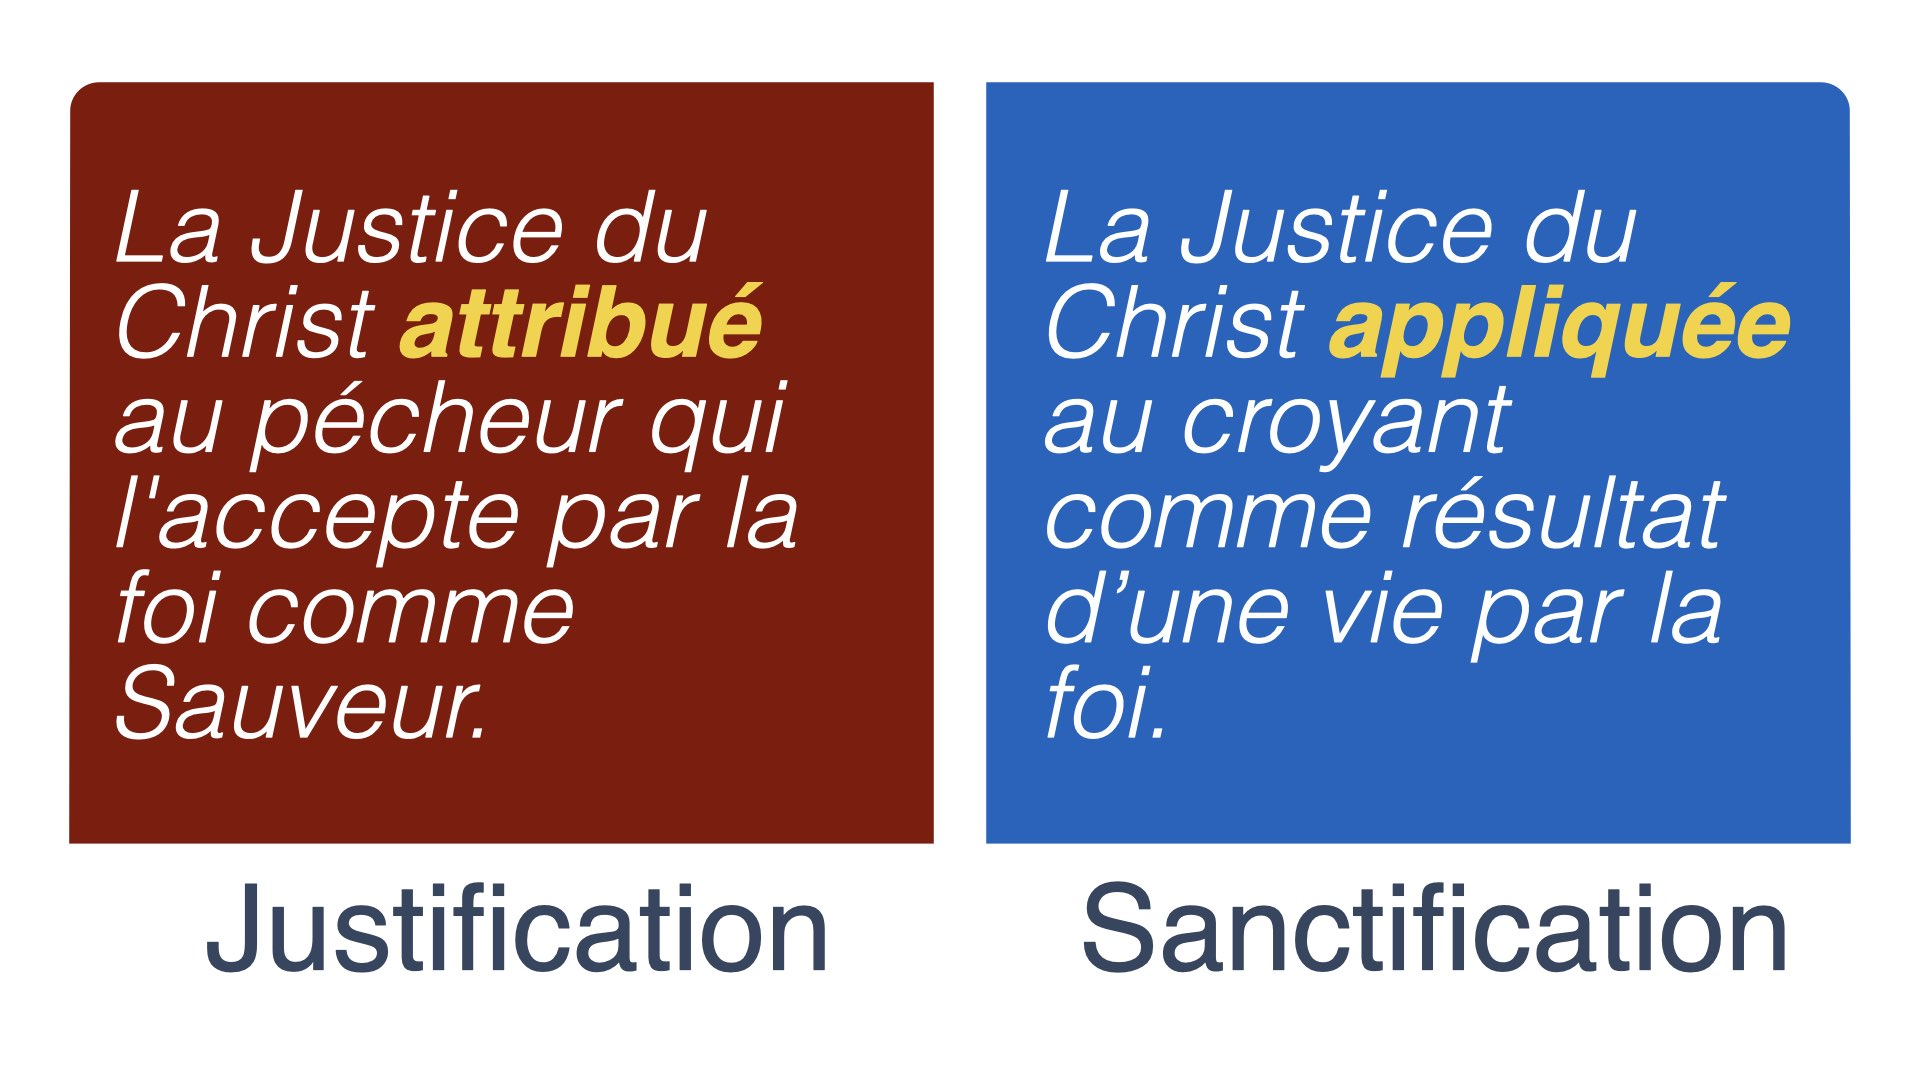 La Justice du
Christ attribué
au pécheur qui
l'accepte par la
foi comme
Sauveur.
Justification
La Justice du
Christ appliquée
au croyant
comme résultat
d’une vie par la
foi.
Sanctification